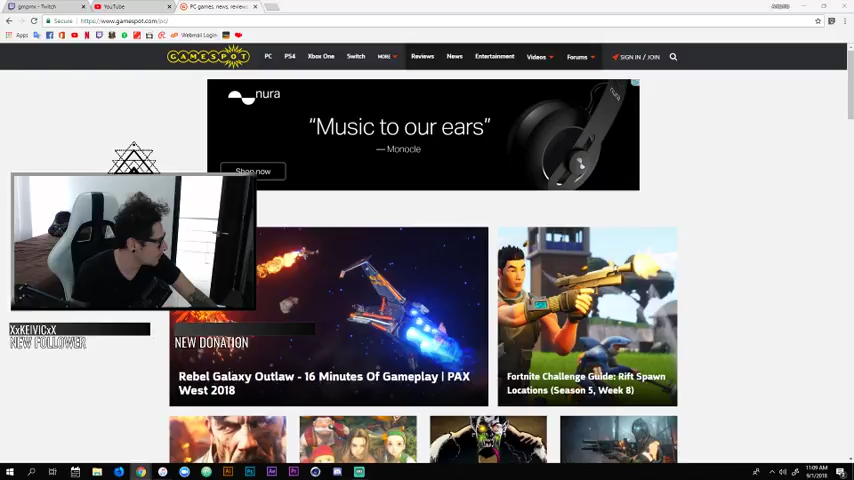 gmpmx - Twitch
YouTube
PC games, news, reviews
Secure
https://www.gamespot.com/pc/
Apps
Webmail Login
GAMESPOT
PC
PS4
Xbox One
Switch
MORE
Reviews
News
Entertainment
Videos
Forums
SIGN IN / JOIN
nura
"Music to our ears"
— Monocle
Shop now
nura
XxKEIVICxX
NEW FOLLOWER
NEW DONATION
Rebel Galaxy Outlaw - 16 Minutes Of Gameplay | PAX
West 2018
Fortnite Challenge Guide: Rift Spawn
Locations (Season 5, Week 8)
11:09 AM
9/1/2018